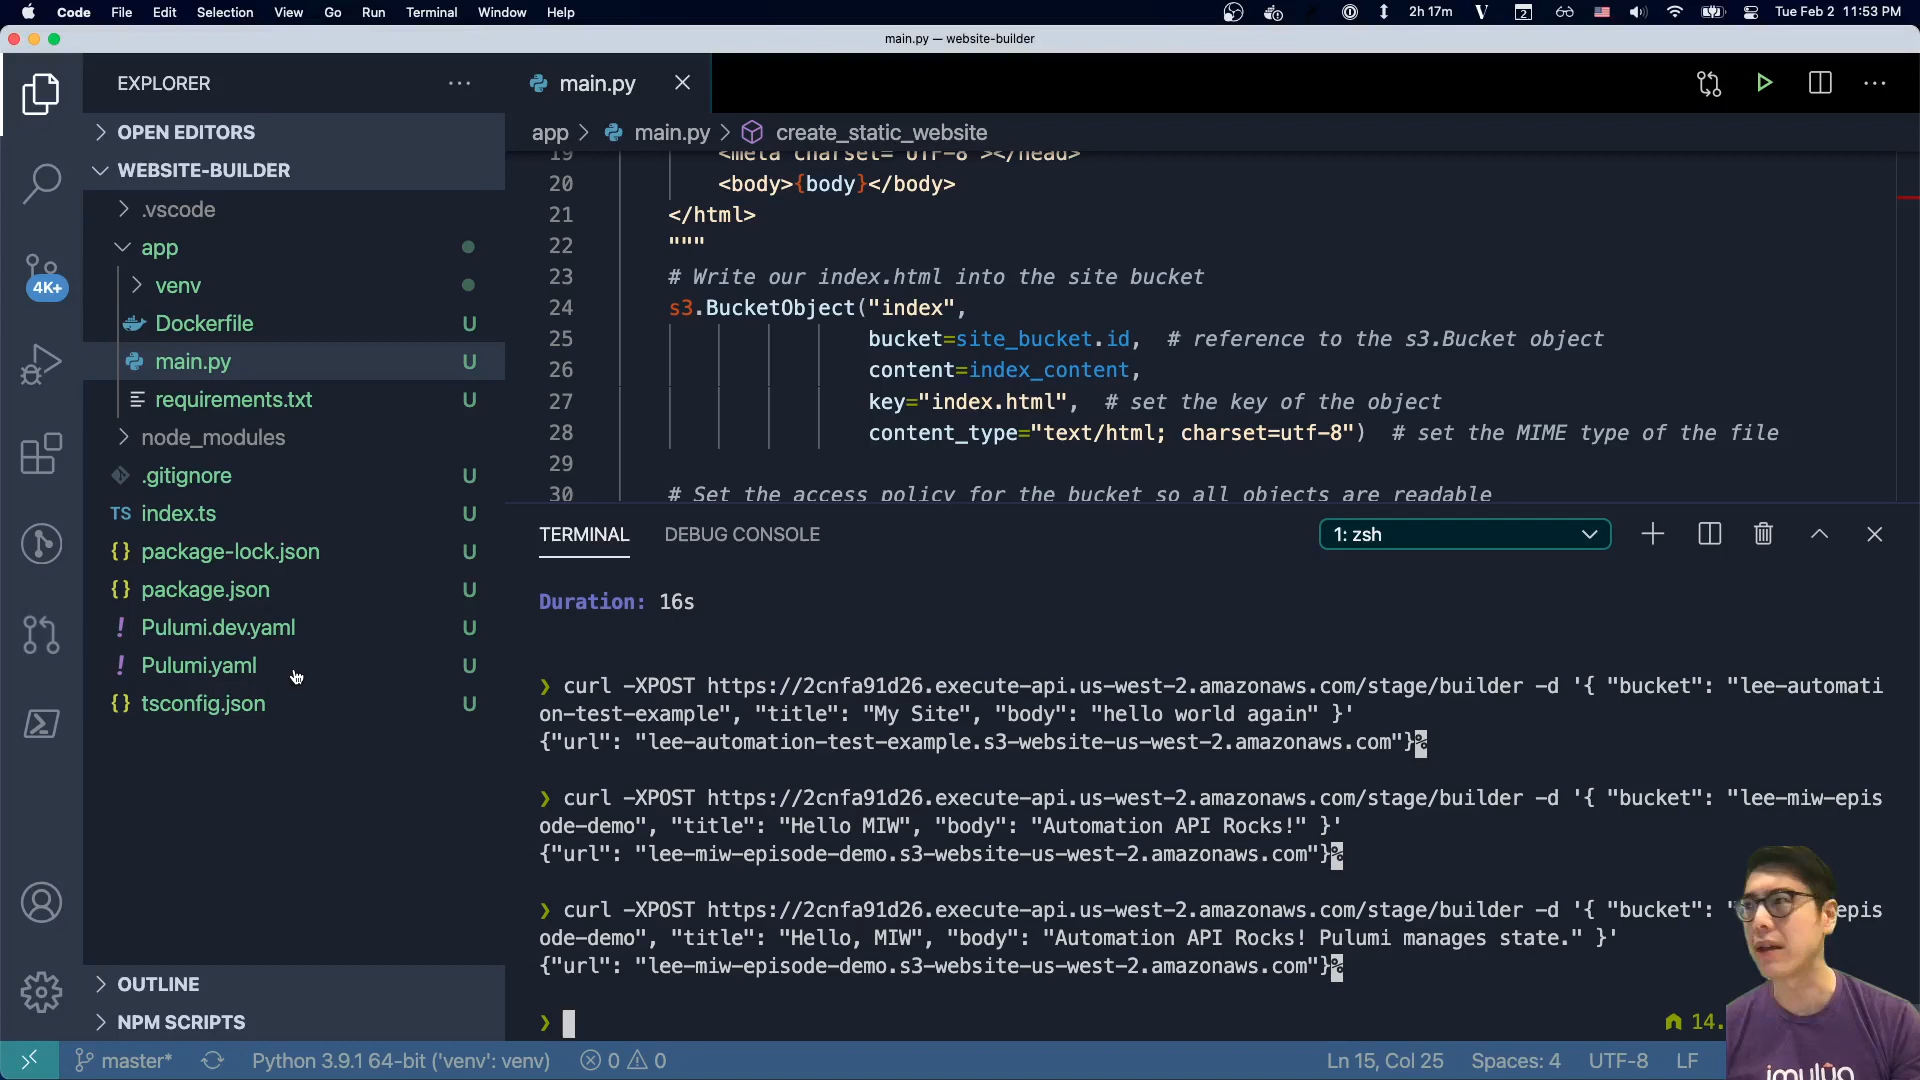 Code File Edit Selection View Go Run Terminal Window Help 2h 17m V 2 Tue Feb 2 11:53 PM
main.py — website-builder
EXPLORER ···
main.py
OPEN EDITORS
app > main.py > create_static_website
WEBSITE-BUILDER
19 <meta charset="UTF-8"></head>
20 <body>{body}</body>
.vscode
21 </html>
app
22 """
venv
23 # Write our index.html into the site bucket
24 s3.BucketObject("index",
Dockerfile U
25 bucket=site_bucket.id, # reference to the s3.Bucket object
main.py U
26 content=index_content,
requirements.txt U
27 key="index.html", # set the key of the object
node_modules
28 content_type="text/html; charset=utf-8") # set the MIME type of the file
29
.gitignore U
30 # Set the access policy for the bucket so all objects are readable
TS index.ts U
TERMINAL DEBUG CONSOLE 1: zsh
{} package-lock.json U
{} package.json U
! Pulumi.dev.yaml U
! Pulumi.yaml U
{} tsconfig.json U
4K+
Duration: 16s
❯ curl -XPOST https://2cnfa91d26.execute-api.us-west-2.amazonaws.com/stage/builder -d '{ "bucket": "lee-automati
on-test-example", "title": "My Site", "body": "hello world again" }'
{"url": "lee-automation-test-example.s3-website-us-west-2.amazonaws.com"}%
❯ curl -XPOST https://2cnfa91d26.execute-api.us-west-2.amazonaws.com/stage/builder -d '{ "bucket": "lee-miw-epis
ode-demo", "title": "Hello MIW", "body": "Automation API Rocks!" }'
{"url": "lee-miw-episode-demo.s3-website-us-west-2.amazonaws.com"}%
❯ curl -XPOST https://2cnfa91d26.execute-api.us-west-2.amazonaws.com/stage/builder -d '{ "bucket": " epis
ode-demo", "title": "Hello, MIW", "body": "Automation API Rocks! Pulumi manages state." }'
{"url": "lee-miw-episode-demo.s3-website-us-west-2.amazonaws.com"}%
❯
14.
OUTLINE
NPM SCRIPTS
master* Python 3.9.1 64-bit ('venv': venv) 0 0 Ln 15, Col 25 Spaces: 4 UTF-8 LF